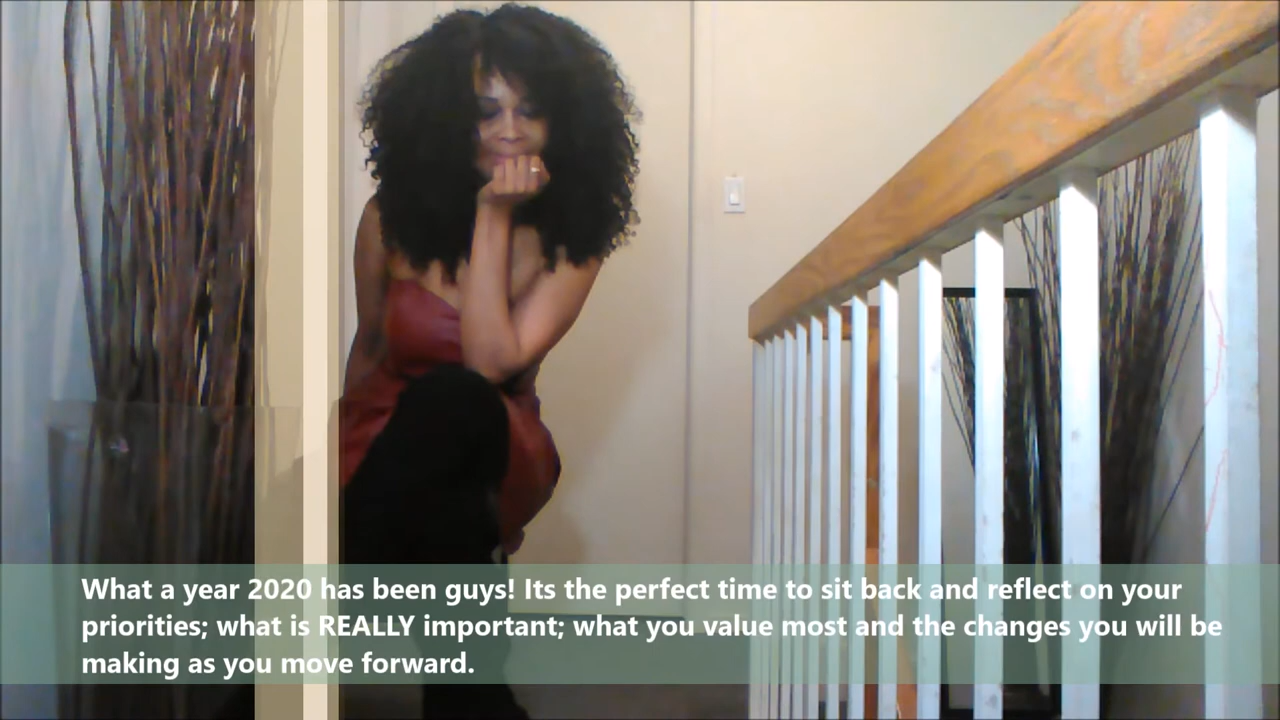 What a year 2020 has been guys! Its the perfect time to sit back and reflect on your
priorities; what is REALLY important; what you value most and the changes you will be
making as you move forward.